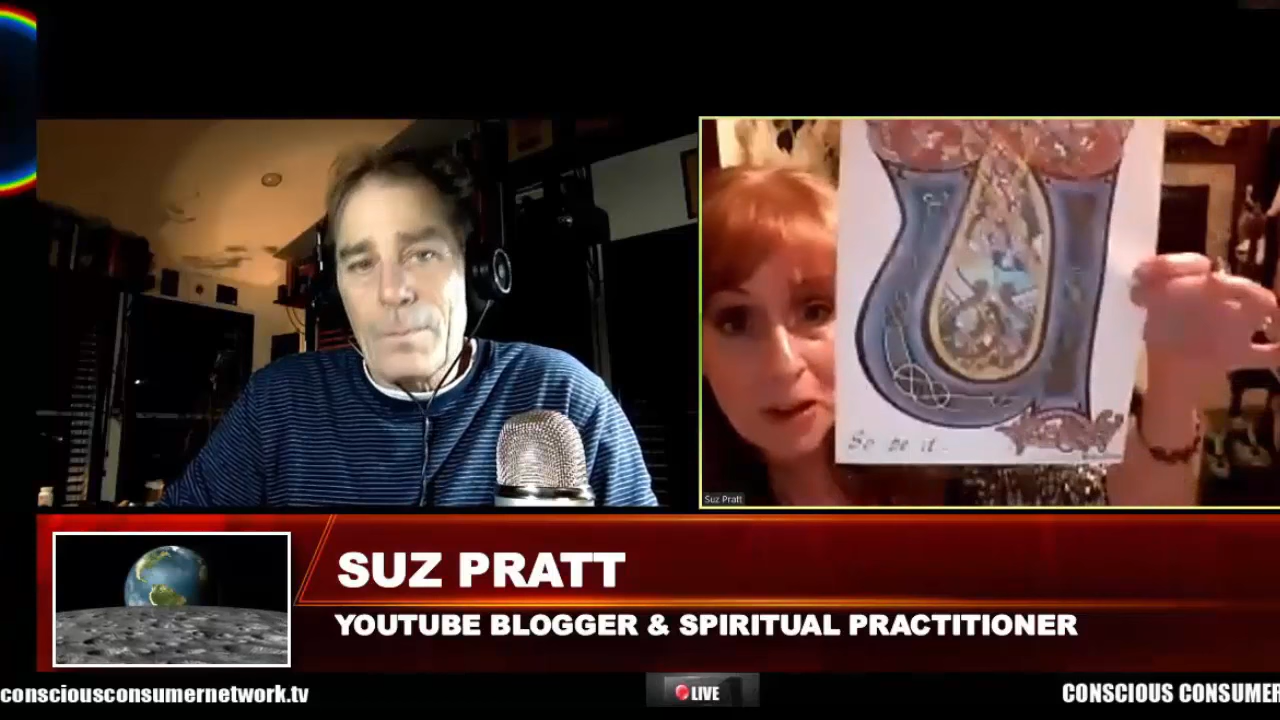 So be it.
Suz Pratt
SUZ PRATT
YOUTUBE BLOGGER & SPIRITUAL PRACTITIONER
consciousconsumernetwork.tv
LIVE
CONSCIOUS CONSUMER